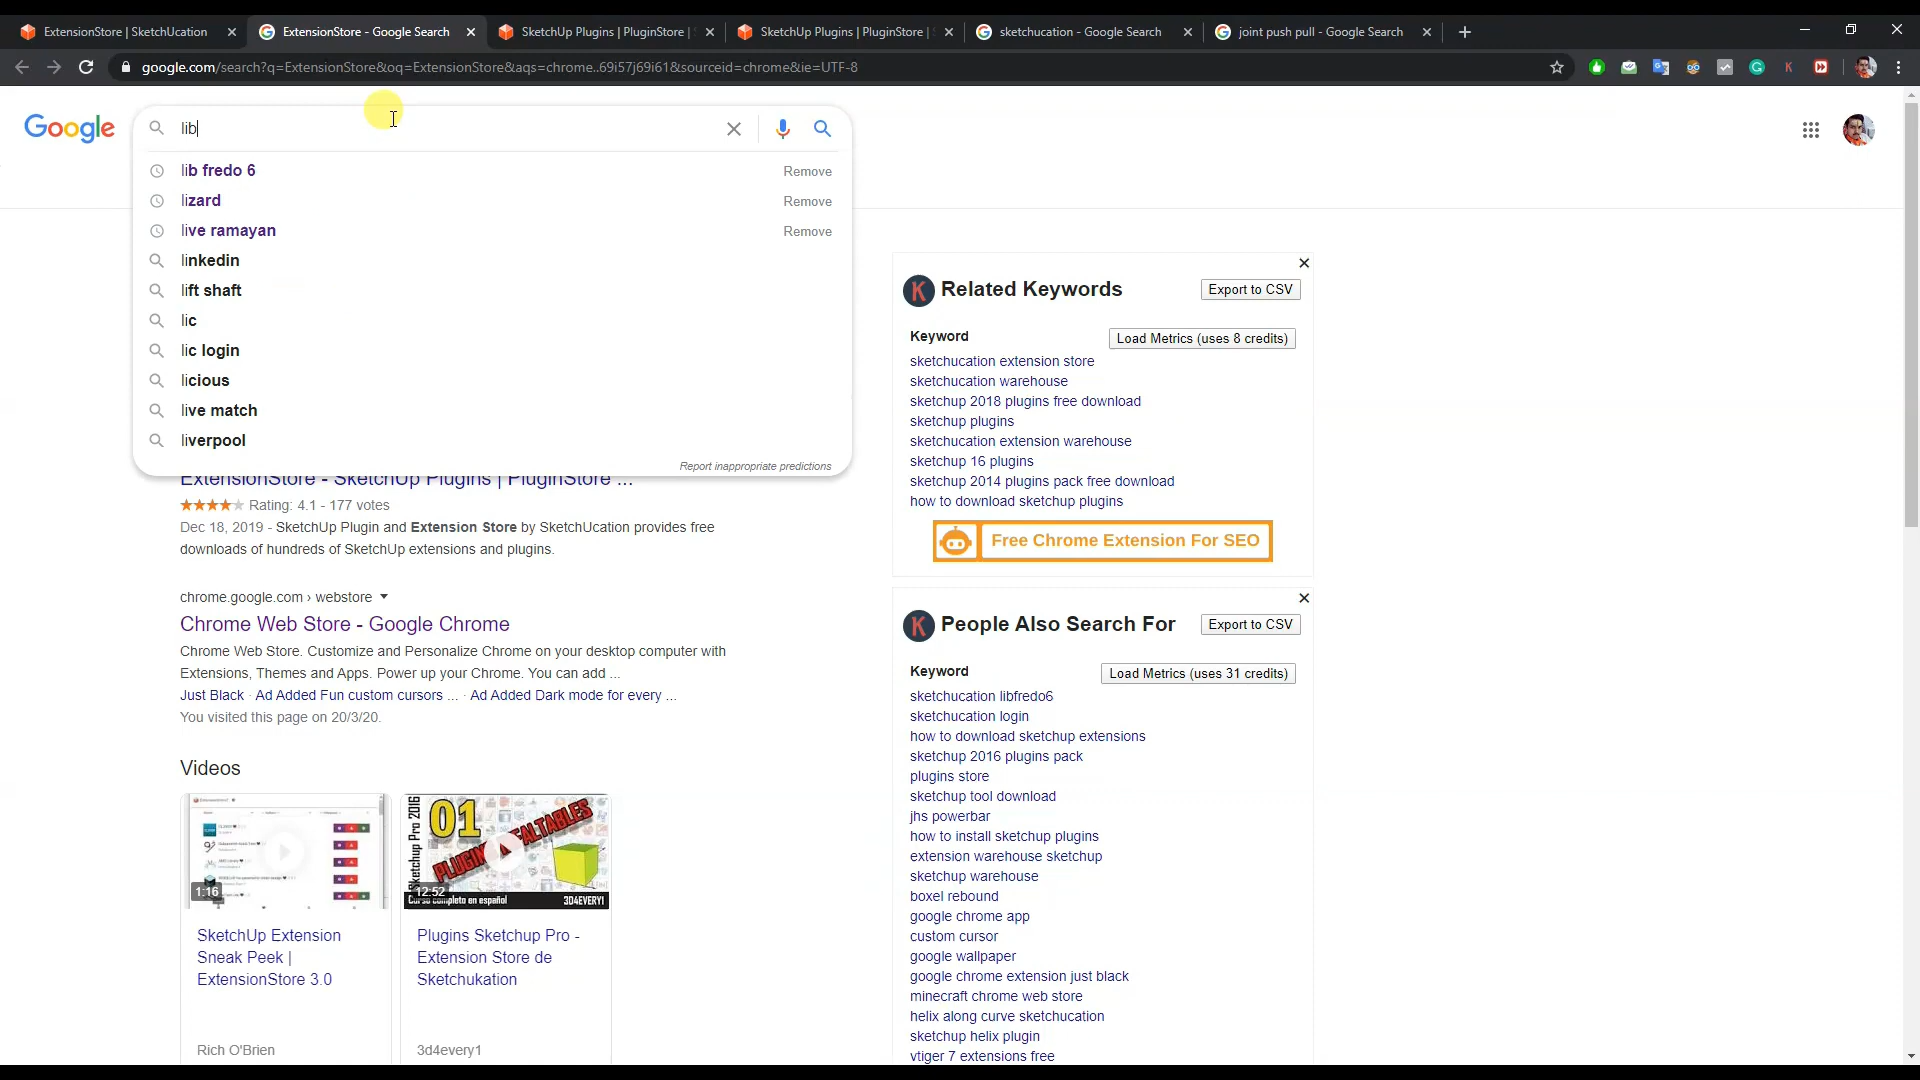 ExtensionStore | SketchUcation
ExtensionStore - Google Search
SketchUp Plugins | PluginStore |
SketchUp Plugins | PluginStore |
sketchucation - Google Search
joint push pull - Google Search
google.com/search?q=ExtensionStore&oq=ExtensionStore&aqs=chrome..69i57j69i61&sourceid=chrome&ie=UTF-8
Google
lib
lib fredo 6 Remove
lizard Remove
live ramayan Remove
linkedin
lift shaft
lic
lic login
licious
live match
liverpool
Report inappropriate predictions
ExtensionStore - SketchUp Plugins | PluginStore ...
Rating: 4.1 - 177 votes
Dec 18, 2019 - SketchUp Plugin and Extension Store by SketchUcation provides free
downloads of hundreds of SketchUp extensions and plugins.
chrome.google.com › webstore
Chrome Web Store - Google Chrome
Chrome Web Store. Customize and Personalize Chrome on your desktop computer with
Extensions, Themes and Apps. Power up your Chrome. You can add ...
Just Black · Ad Added Fun custom cursors ... · Ad Added Dark mode for every ...
You visited this page on 20/3/20.
Videos
1:16
SketchUp Extension
Sneak Peek |
ExtensionStore 3.0
Rich O'Brien
Sketchup Pro 2016
01
12:52
Curso completo en español
3D4EVERY1
Plugins Sketchup Pro -
Extension Store de
Sketchukation
3d4every1
K Related Keywords
Export to CSV
Keyword
Load Metrics (uses 8 credits)
sketchucation extension store
sketchucation warehouse
sketchup 2018 plugins free download
sketchup plugins
sketchucation extension warehouse
sketchup 16 plugins
sketchup 2014 plugins pack free download
how to download sketchup plugins
Free Chrome Extension For SEO
K People Also Search For
Export to CSV
Keyword
Load Metrics (uses 31 credits)
sketchucation libfredo6
sketchucation login
how to download sketchup extensions
sketchup 2016 plugins pack
plugins store
sketchup tool download
jhs powerbar
how to install sketchup plugins
extension warehouse sketchup
sketchup warehouse
boxel rebound
google chrome app
custom cursor
google wallpaper
google chrome extension just black
minecraft chrome web store
helix along curve sketchucation
sketchup helix plugin
vtiger 7 extensions free